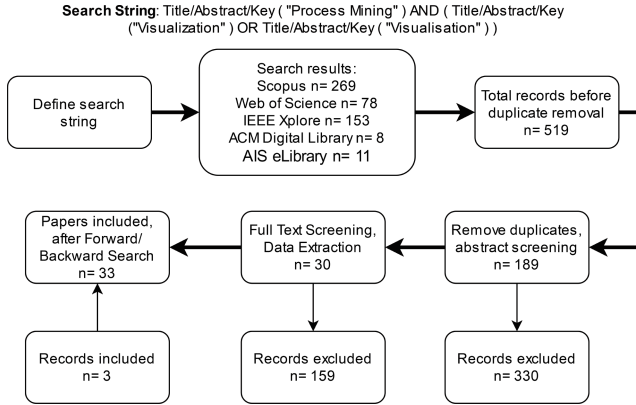 Search String: Title/Abstract/Key ( "Process Mining" ) AND ( Title/Abstract/Key
("Visualization" ) OR Title/Abstract/Key ( "Visualisation" ) )
Define search
string
Search results:
Scopus n= 269
Web of Science n= 78
IEEE Xplore n= 153
ACM Digital Library n= 8
AIS eLibrary n= 11
Total records before
duplicate removal
n= 519
Papers included,
after Forward/
Backward Search
n= 33
Full Text Screening,
Data Extraction
n= 30
Remove duplicates,
abstract screening
n= 189
Records included
n= 3
Records excluded
n= 159
Records excluded
n= 330